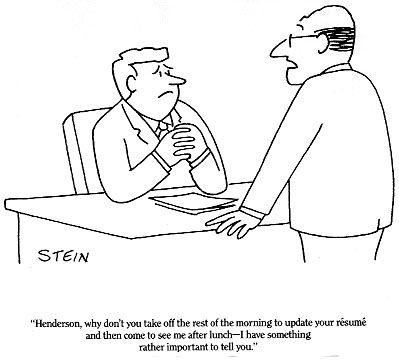 STEIN
“Henderson, why don’t you take off the rest of the morning to update your résumé
and then come to see me after lunch—I have something
rather important to tell you.”